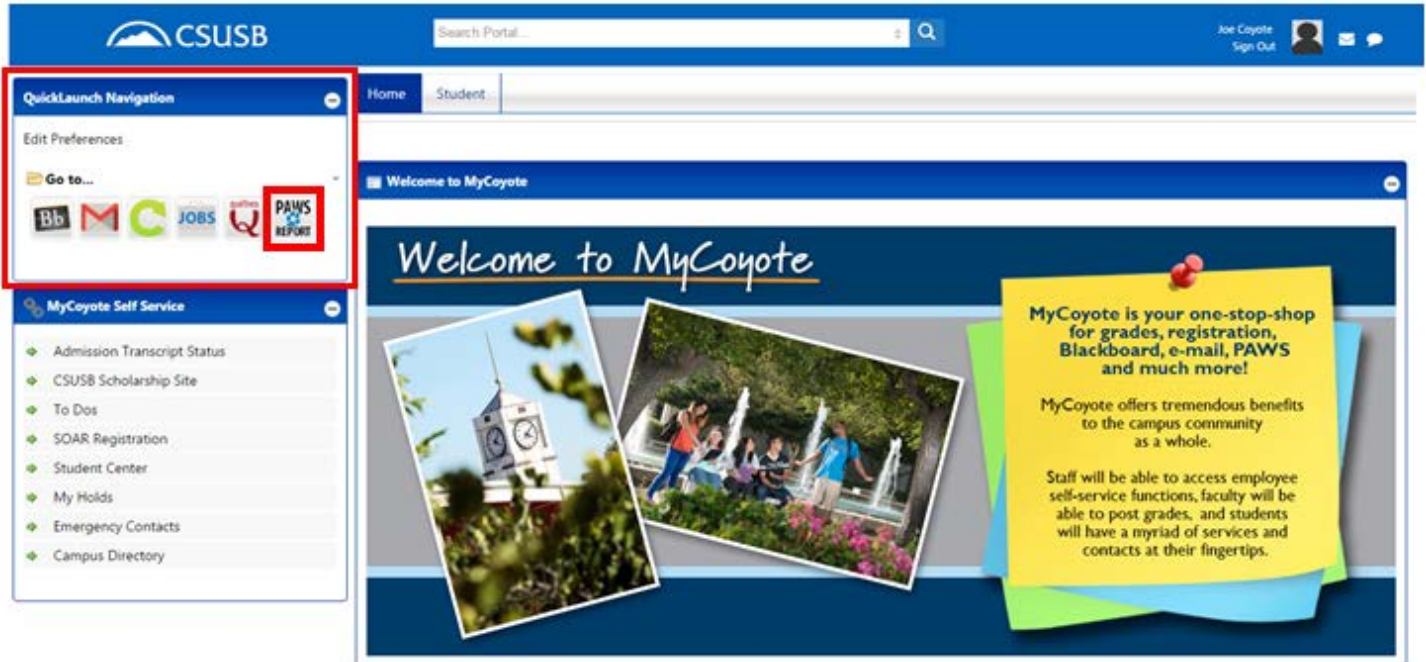 CSUSB
Search Portal...
Joe Coyote
Sign Out
QuickLaunch Navigation
Home
Student
Edit Preferences
Go to...
Bb
JOBS
Q
PAWS
REPORT
Welcome to MyCoyote
Welcome to MyCoyote
MyCoyote Self Service
Admission Transcript Status
CSUSB Scholarship Site
To Dos
SOAR Registration
Student Center
My Holds
Emergency Contacts
Campus Directory
MyCoyote is your one-stop-shop
for grades, registration,
Blackboard, e-mail, PAWS
and much more!
MyCoyote offers tremendous benefits
to the campus community
as a whole.
Staff will be able to access employee
self-service functions, faculty will be
able to post grades, and students
will have a myriad of services and
contacts at their fingertips.